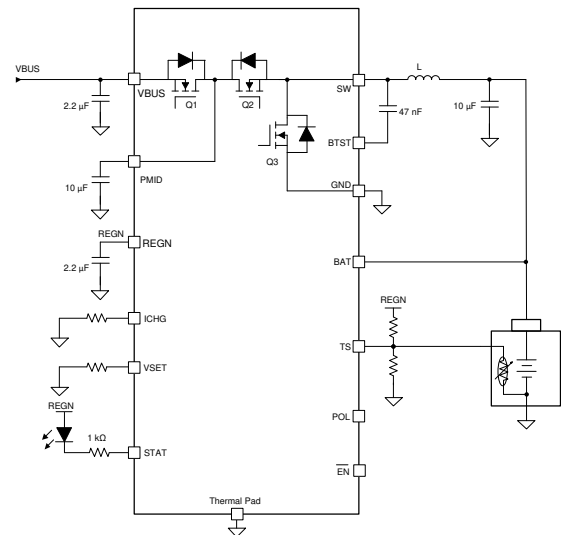 VBUS
2.2 µF
VBUS
Q1
Q2
SW
L
47 nF
10 µF
BTST
Q3
10 µF
PMID
GND
REGN
REGN
2.2 µF
BAT
REGN
ICHG
TS
VSET
REGN
POL
1 kΩ
STAT
EN
Thermal Pad